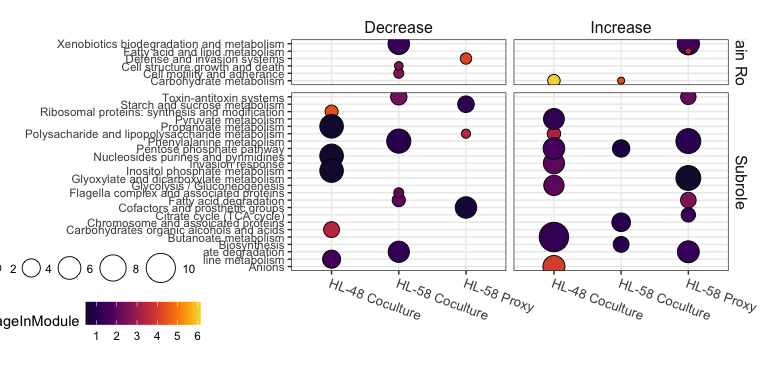 Decrease
Increase
Xenobiotics biodegradation and metabolism
Fatty acid and lipid metabolism
Defense and invasion systems
Cell structure growth and death
Cell motility and adherance
Carbohydrate metabolism
ain Ro
Toxin-antitoxin systems
Starch and sucrose metabolism
Ribosomal proteins: synthesis and modification
Pyruvate metabolism
Propanoate metabolism
Polysacharide and lipopolysaccharide metabolism
Phenylalanine metabolism
Pentose phosphate pathway
Nucleosides purines and pyrimidines
Invasion response
Inositol phosphate metabolism
Glyoxylate and dicarboxylate metabolism
Glycolysis / Gluconeogenesis
Flagella complex and associated proteins
Fatty acid degradation
Cofactors and prosthetic groups
Citrate cycle (TCA cycle)
Chromosome and assoicated proteins
Carbohydrates organic alcohols and acids
Butanoate metabolism
Biosynthesis
ate degradation
line metabolism
Anions
Subrole
2 4 6 8 10
HL-48 Coculture
HL-58 Coculture
HL-58 Proxy
HL-48 Coculture
HL-58 Coculture
HL-58 Proxy
ageInModule
1 2 3 4 5 6